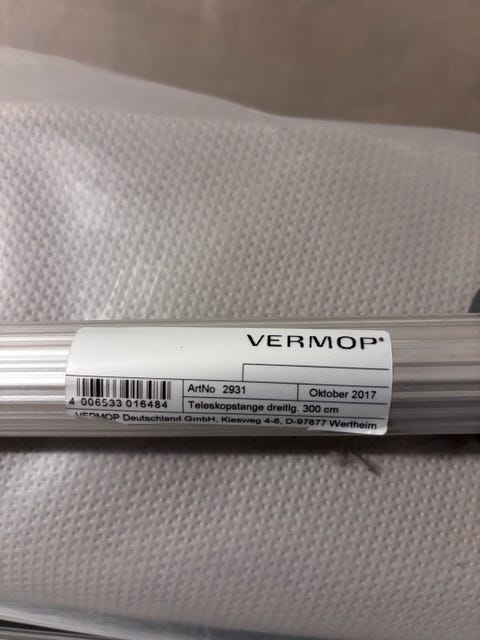 VERMOP®
ArtNo 2931
Oktober 2017
4 006533 016484
Teleskopstange dreitlg. 300 cm
VERMOP Deutschland GmbH, Kiesweg 4-6, D-97877 Wertheim